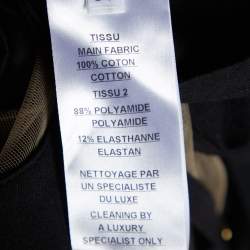 TISSU
MAIN FABRIC
100% COTON
COTTON
TISSU 2
88% POLYAMIDE
POLYAMIDE
12% ELASTHANNE
ELASTAN
NETTOYAGE PAR
UN SPECIALISTE
DU LUXE
CLEANING BY
A LUXURY
SPECIALIST ONLY